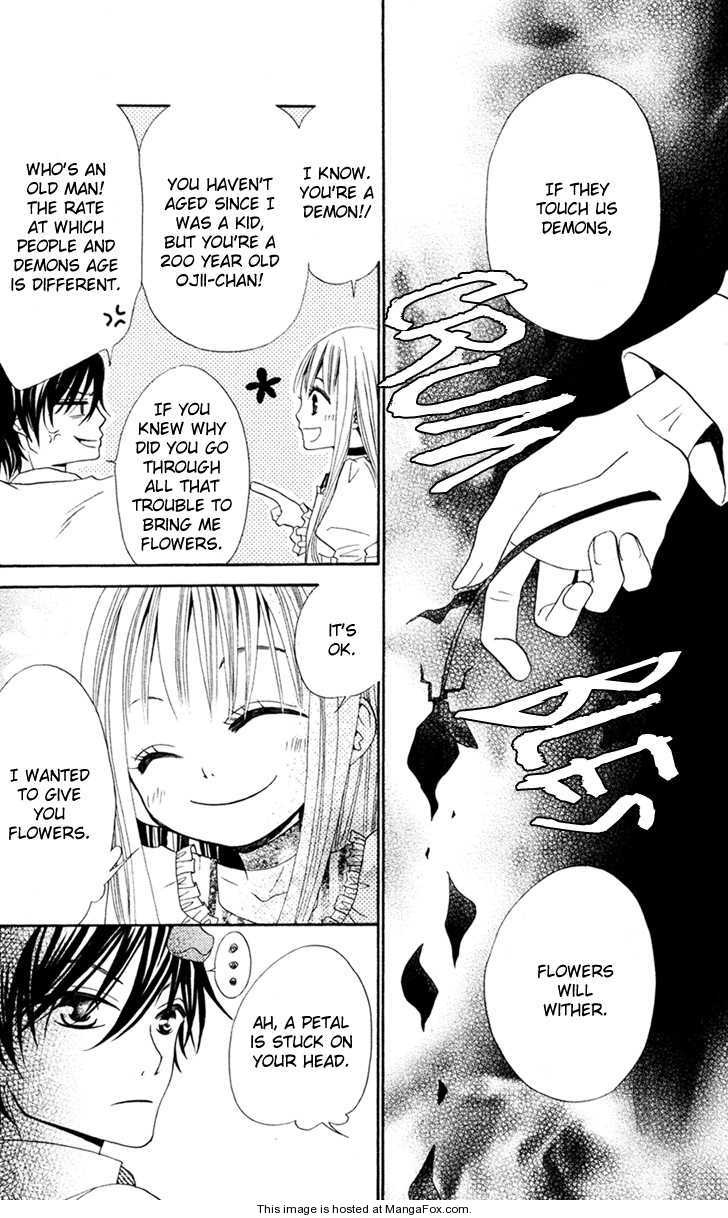 IF THEY
TOUCH US
DEMONS,
CRUM
BLES
FLOWERS
WILL
WITHER.
I KNOW.
YOU'RE A
DEMON!!
YOU HAVEN'T
AGED SINCE I
WAS A KID,
BUT YOU'RE A
200 YEAR OLD
OJII-CHAN!
WHO'S AN
OLD MAN!
THE RATE
AT WHICH
PEOPLE AND
DEMONS AGE
IS DIFFERENT.
IF YOU
KNEW WHY
DID YOU GO
THROUGH
ALL THAT
TROUBLE TO
BRING ME
FLOWERS.
IT'S
OK.
I WANTED
TO GIVE
YOU
FLOWERS.
...
AH, A PETAL
IS STUCK ON
YOUR HEAD.
This image is hosted at MangaFox.com.